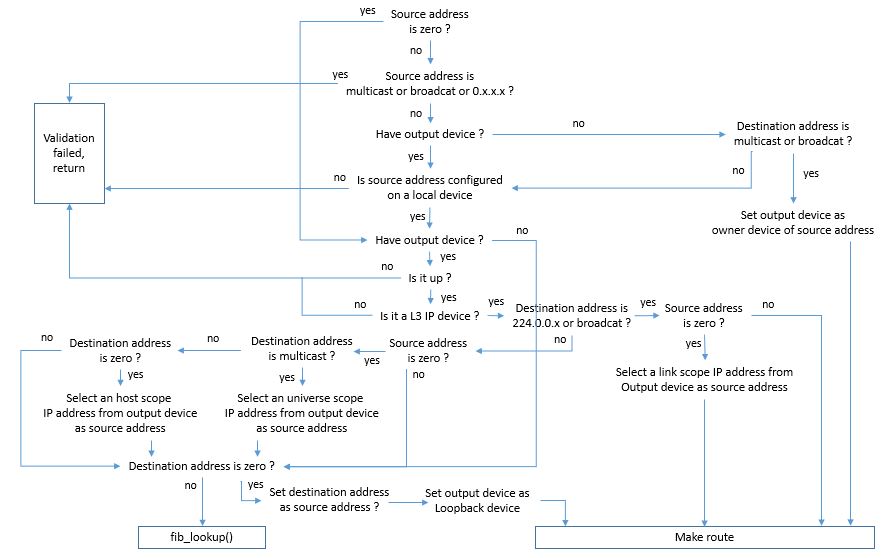 yes
Source address
is zero ?
no
yes
Source address is
multicast or broadcat or 0.x.x.x ?
no
Have output device ?
no
Destination address is
multicast or broadcat ?
Validation
failed,
return
yes
no
yes
no
Is source address configured
on a local device
yes
Set output device as
owner device of source address
Have output device ?
no
yes
no
Is it up ?
yes
no
Is it a L3 IP device ?
yes
Destination address is
224.0.0.x or broadcat ?
yes
Source address
is zero ?
no
no
Destination address
is zero ?
no
Destination address
is multicast ?
yes
Source address
is zero ?
no
yes
yes
yes
no
Select a link scope IP address from
Output device as source address
Select an host scope
IP address from output device
as source address
Select an universe scope
IP address from output device
as source address
Destination address is zero ?
no
yes
Set destination address
as source address ?
Set output device as
Loopback device
fib_lookup()
Make route